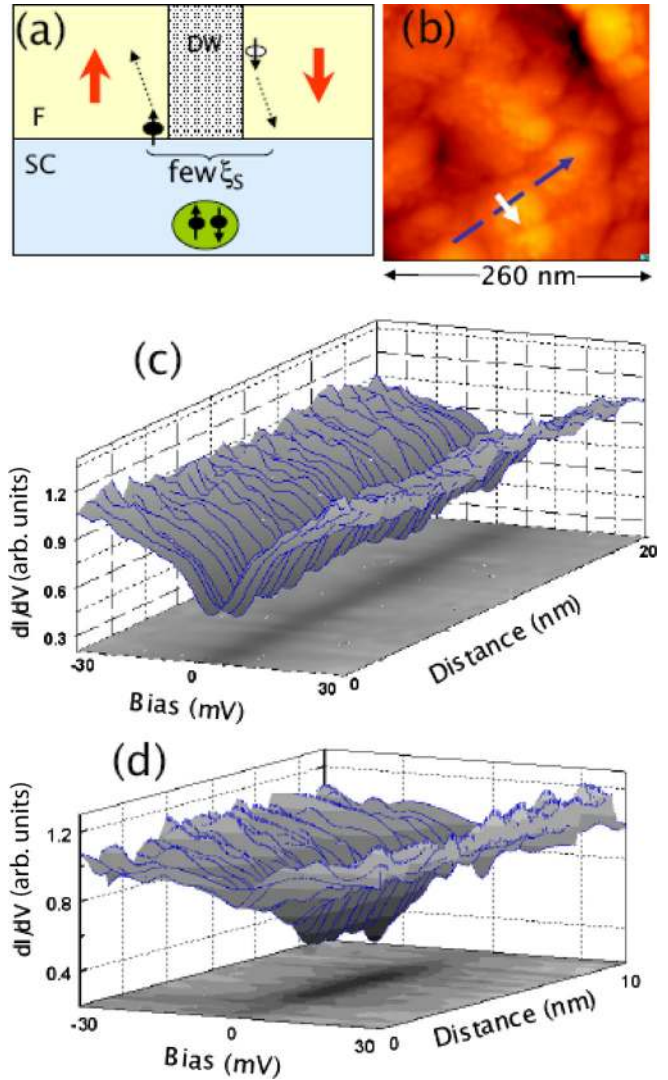 (a)
DW
F
SC
few ξS
(b)
260 nm
(c)
dI/dV (arb. units)
1.2
0.9
0.6
0.3
-30
0
30
Bias (mV)
0
20
Distance (nm)
(d)
dI/dV (arb. units)
1.2
0.8
0.4
-30
0
30
Bias (mV)
0
10
Distance (nm)